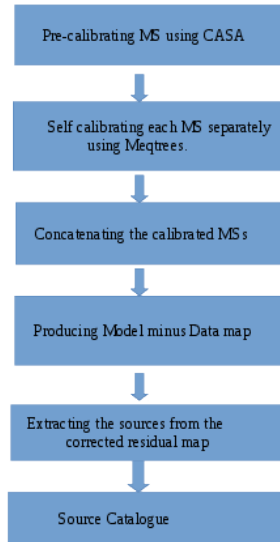 Pre-calibrating MS using CASA
Self calibrating each MS separately
using Meqtrees.
Concatenating the calibrated MSs
Producing Model minus Data map
Extracting the sources from the
corrected residual map
Source Catalogue